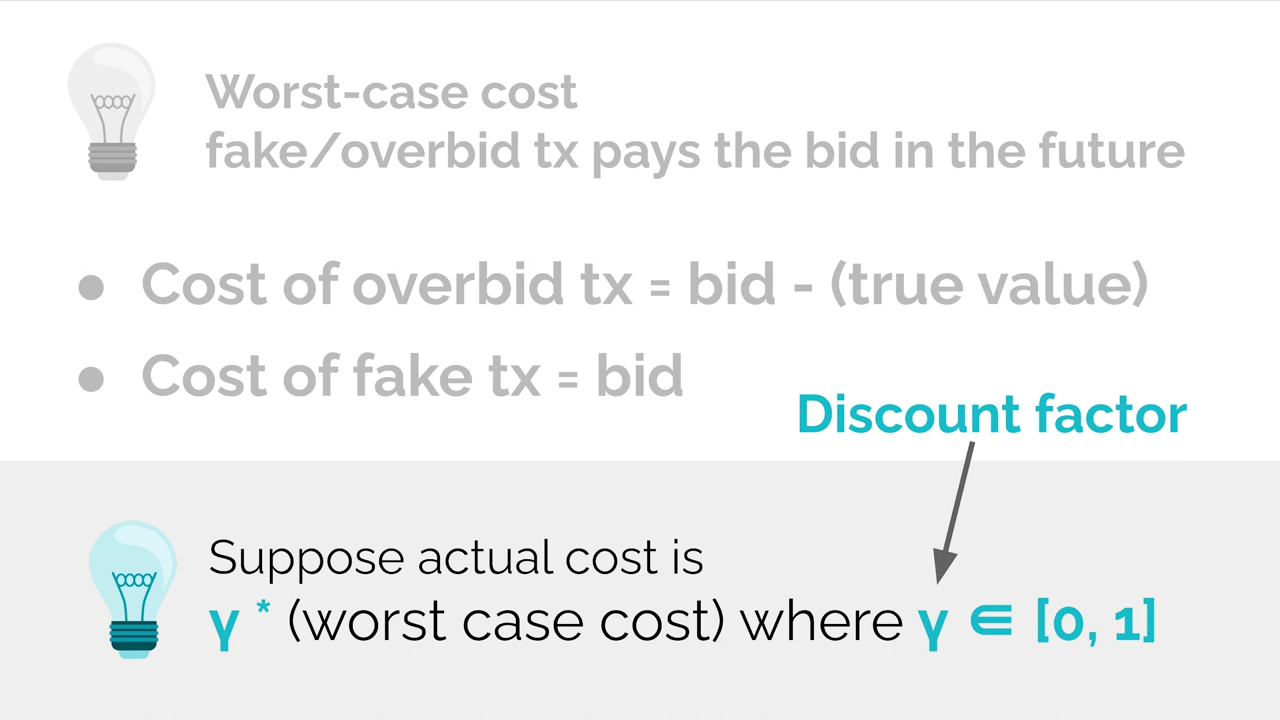 Worst-case cost
fake/overbid tx pays the bid in the future
● Cost of overbid tx = bid - (true value)
● Cost of fake tx = bid
Discount factor
Suppose actual cost is
γ * (worst case cost) where γ ∈ [0, 1]